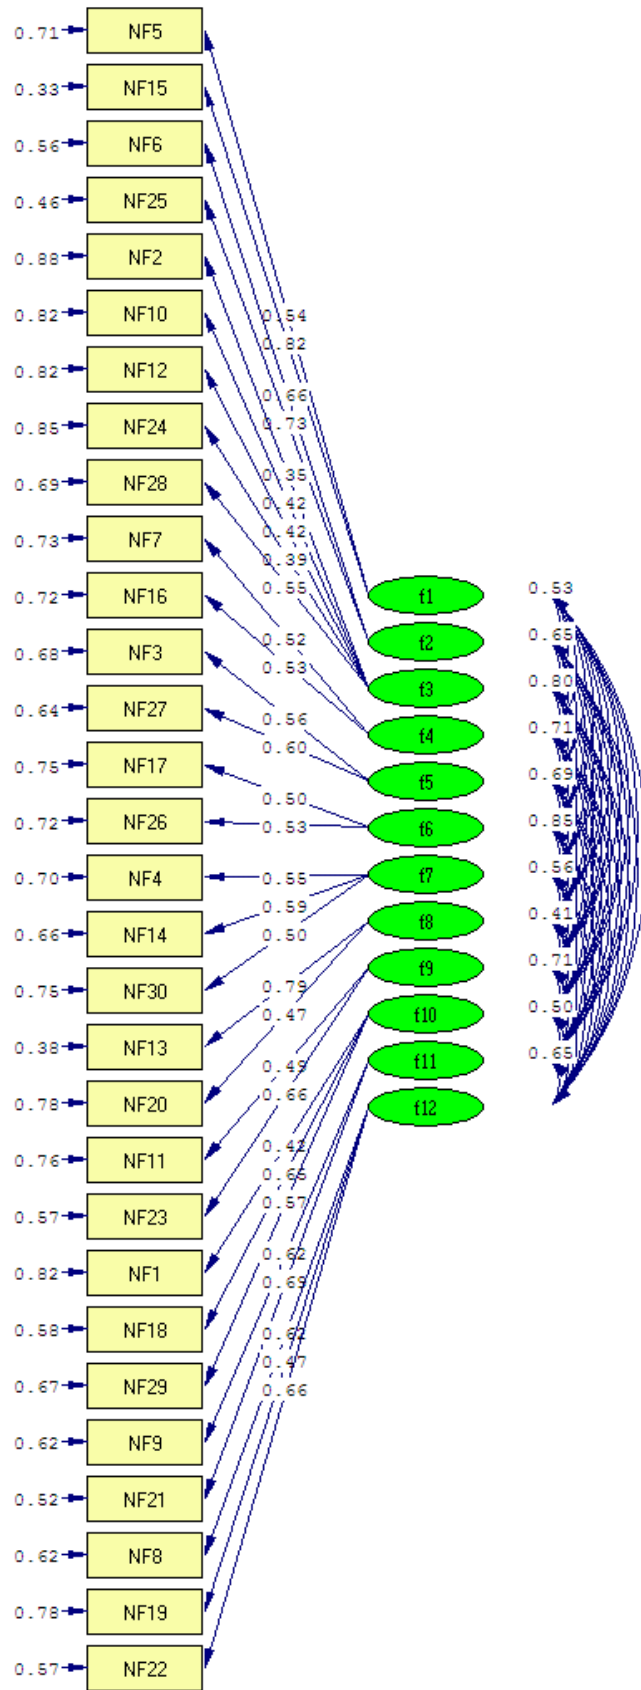 0.71 NF5
0.33 NF15
0.56 NF6
0.46 NF25
0.88 NF2
0.82 NF10
0.54
0.82
0.82 NF12
0.66
0.85 NF24
0.73
0.69 NF28
0.35
0.42
0.42
0.73 NF7
0.39
0.72 NF16
0.55
f1
0.53
0.68 NF3
0.52
f2
0.65
0.53
0.64 NF27
f3
0.80
0.56
f4
0.71
0.60
0.75 NF17
f5
0.69
0.50
0.72 NF26
0.53
f6
0.85
0.70 NF4
0.55
f7
0.56
0.59
0.66 NF14
0.50
f8
0.41
0.75 NF30
f9
0.71
0.79
0.38 NF13
0.47
f10
0.50
0.78 NF20
0.49
f11
0.65
0.66
f12
0.76 NF11
0.42
0.65
0.57 NF23
0.57
0.82 NF1
0.62
0.69
0.58 NF18
0.62
0.47
0.67 NF29
0.66
0.62 NF9
0.52 NF21
0.62 NF8
0.78 NF19
0.57 NF22